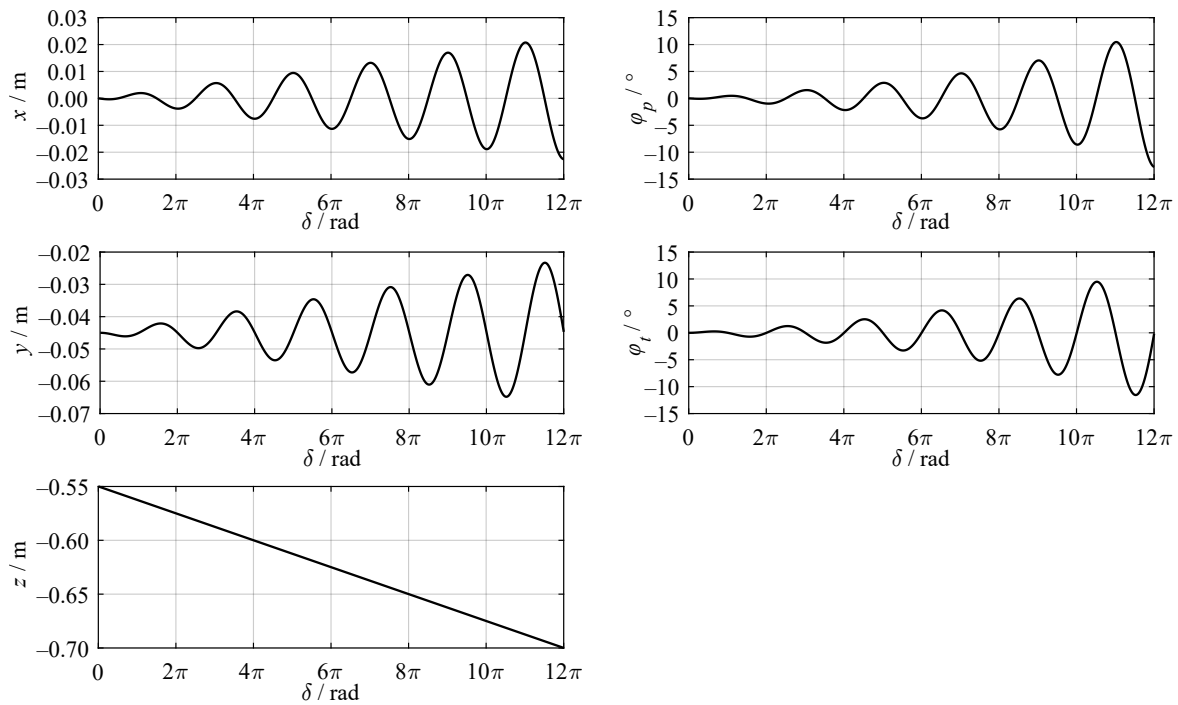 x / m
0.03
0.02
0.01
0.00
–0.01
–0.02
–0.03
0 2π 4π 6π 8π 10π 12π
δ / rad
φp / °
15
10
5
0
–5
–10
–15
0 2π 4π 6π 8π 10π 12π
δ / rad
y / m
–0.02
–0.03
–0.04
–0.05
–0.06
–0.07
0 2π 4π 6π 8π 10π 12π
δ / rad
φt / °
15
10
5
0
–5
–10
–15
0 2π 4π 6π 8π 10π 12π
δ / rad
z / m
–0.55
–0.60
–0.65
–0.70
0 2π 4π 6π 8π 10π 12π
δ / rad